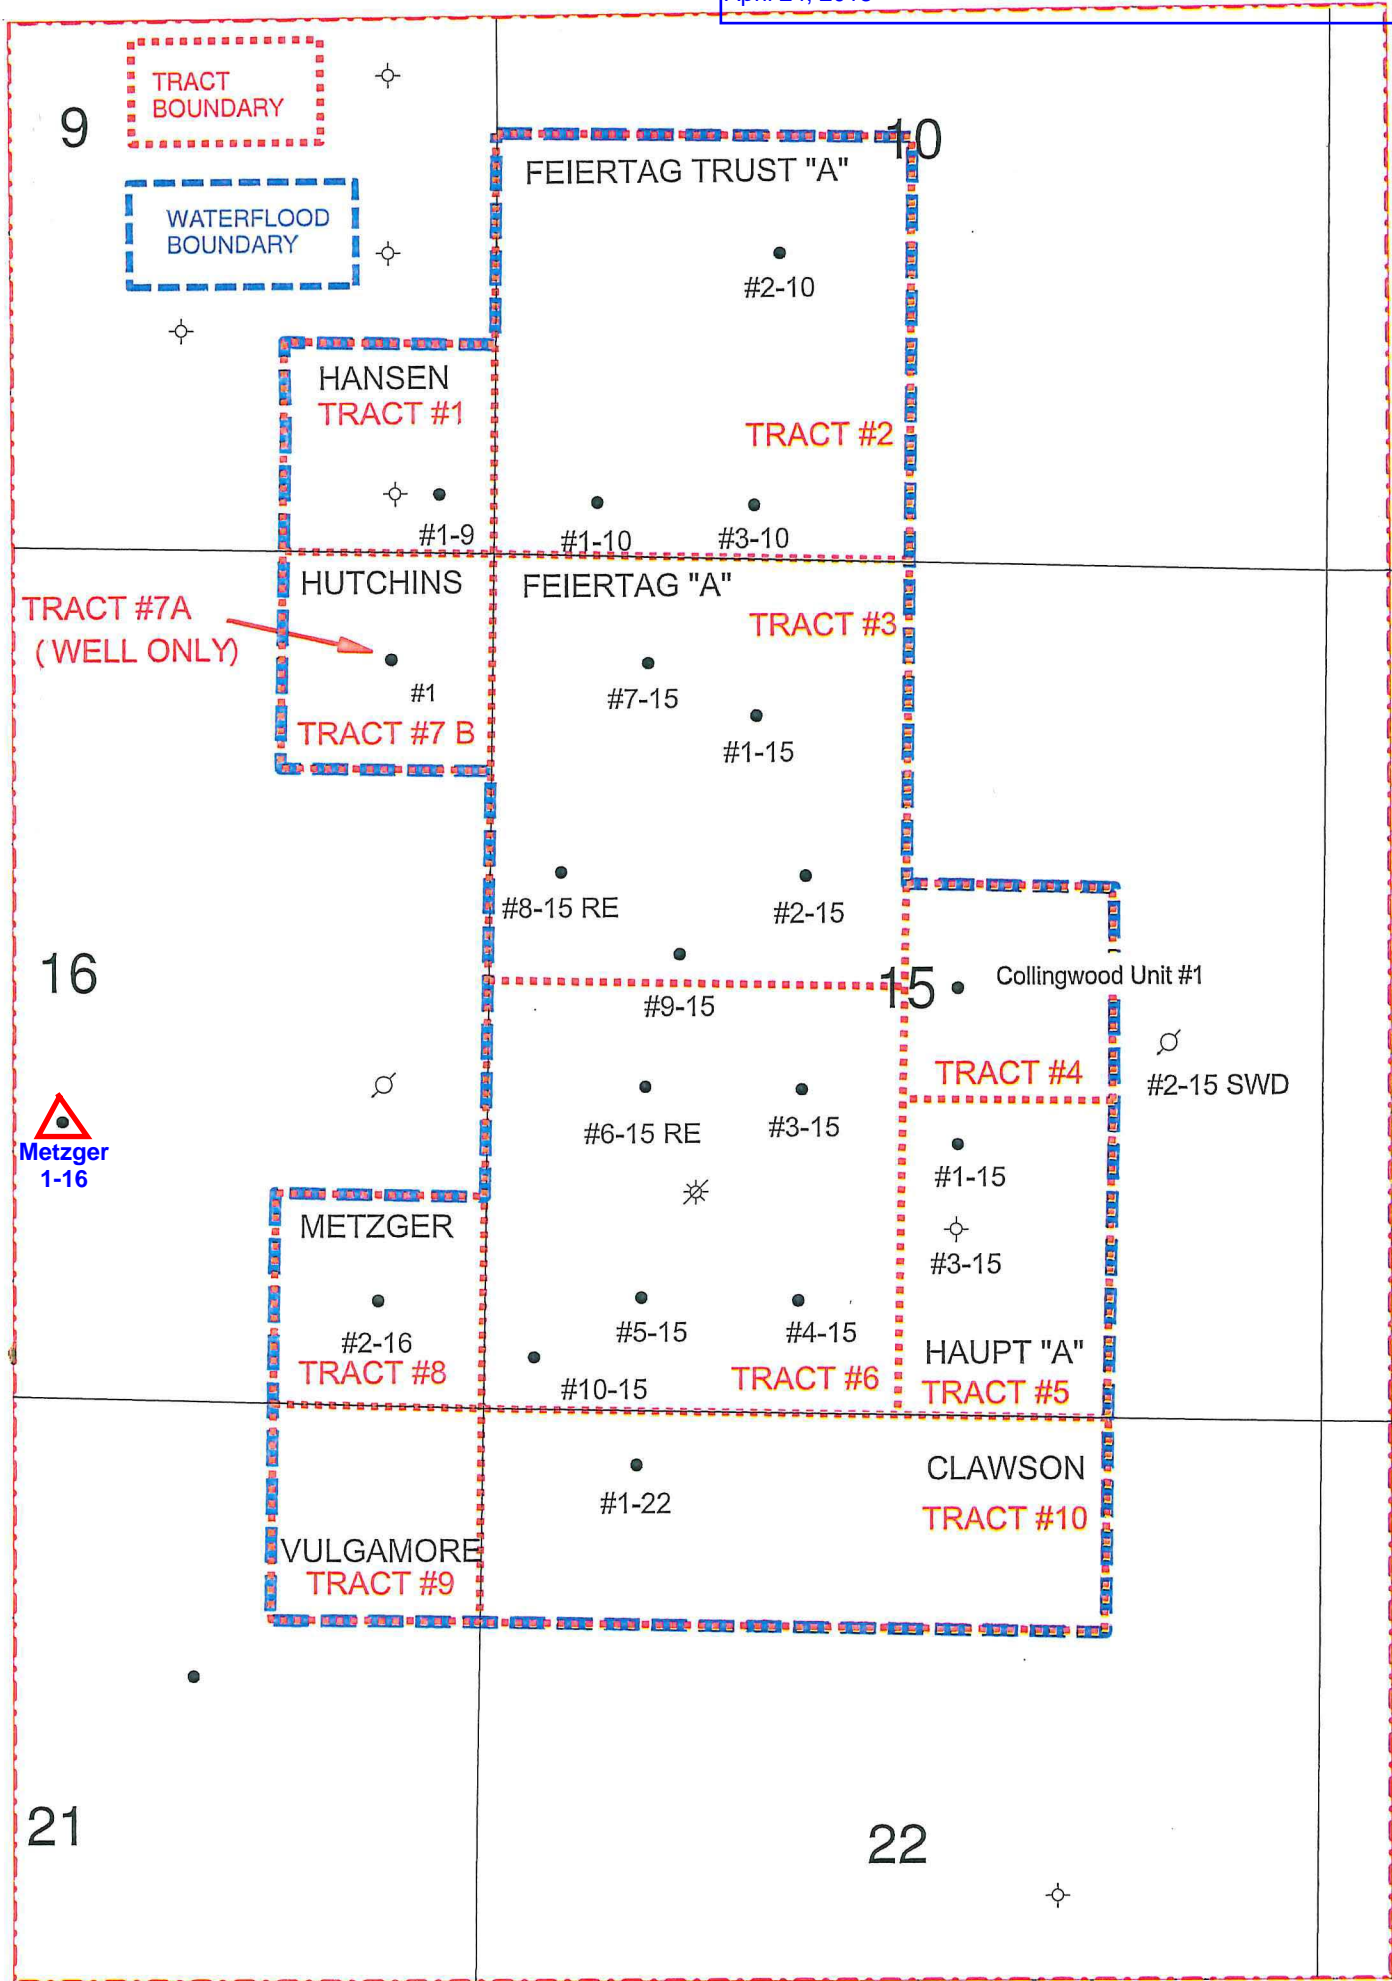 TRACT
BOUNDARY
9
10
FEIERTAG TRUST "A"
WATERFLOOD
BOUNDARY
#2-10
HANSEN
TRACT #1
TRACT #2
#1-9
#1-10
#3-10
HUTCHINS
FEIERTAG "A"
TRACT #7A
(WELL ONLY)
TRACT #3
#1
#7-15
TRACT #7 B
#1-15
#8-15 RE
#2-15
16
15
Collingwood Unit #1
#9-15
TRACT #4
#2-15 SWD
#6-15 RE
#3-15
Metzger
1-16
#1-15
METZGER
#3-15
#2-16
#5-15
#4-15
HAUPT "A"
TRACT #8
#10-15
TRACT #6
TRACT #5
CLAWSON
#1-22
TRACT #10
VULGAMORE
TRACT #9
21
22